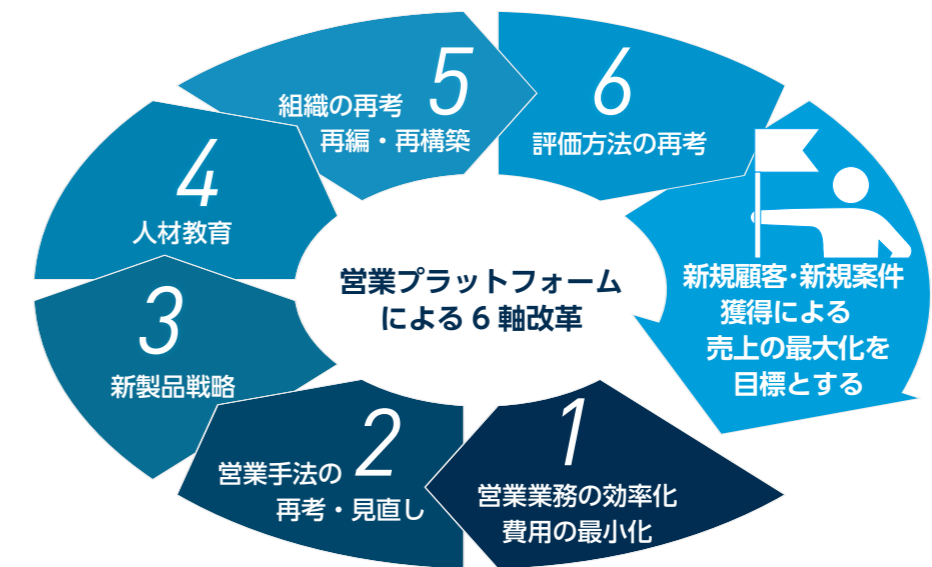 営業プラットフォーム
による6軸改革
1
営業業務の効率化
費用の最小化
2
営業手法の
再考・見直し
3
新製品戦略
4
人材教育
5
組織の再考
再編・再構築
6
評価方法の再考
新規顧客・新規案件
獲得による
売上の最大化を
目標とする